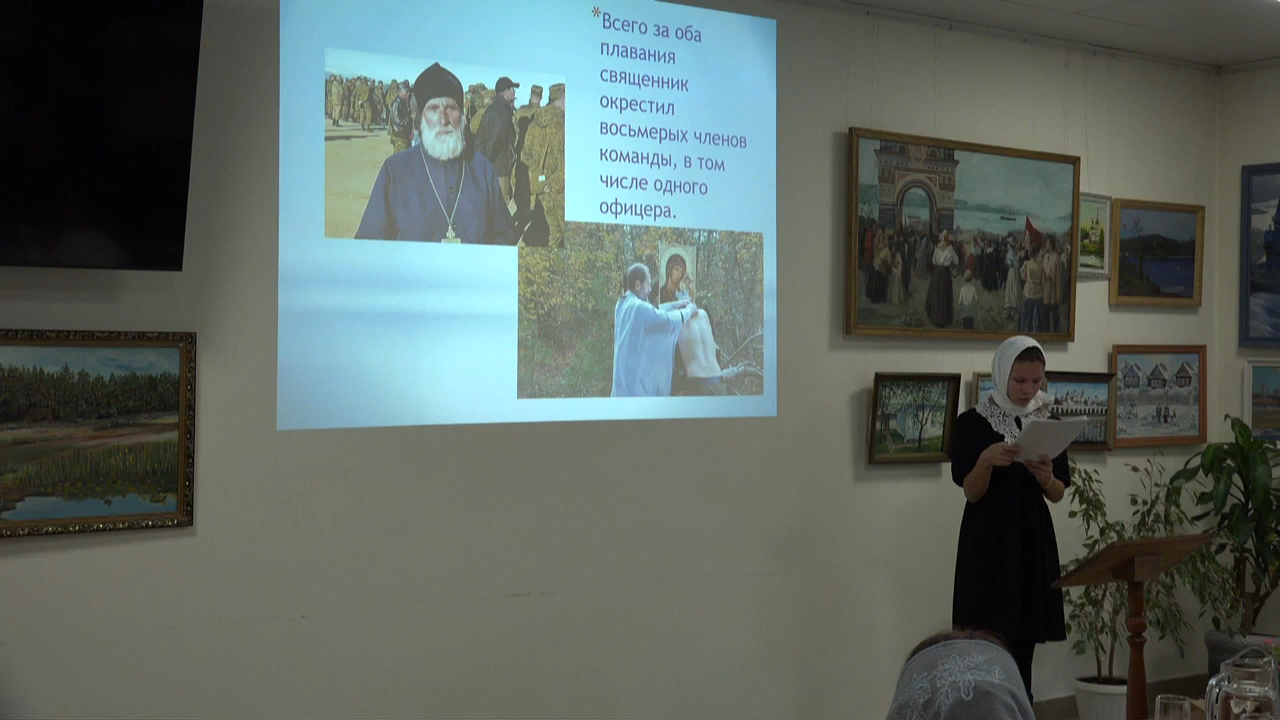 *Всего за оба
плавания
священник
окрестил
восьмерых членов
команды, в том
числе одного
офицера.